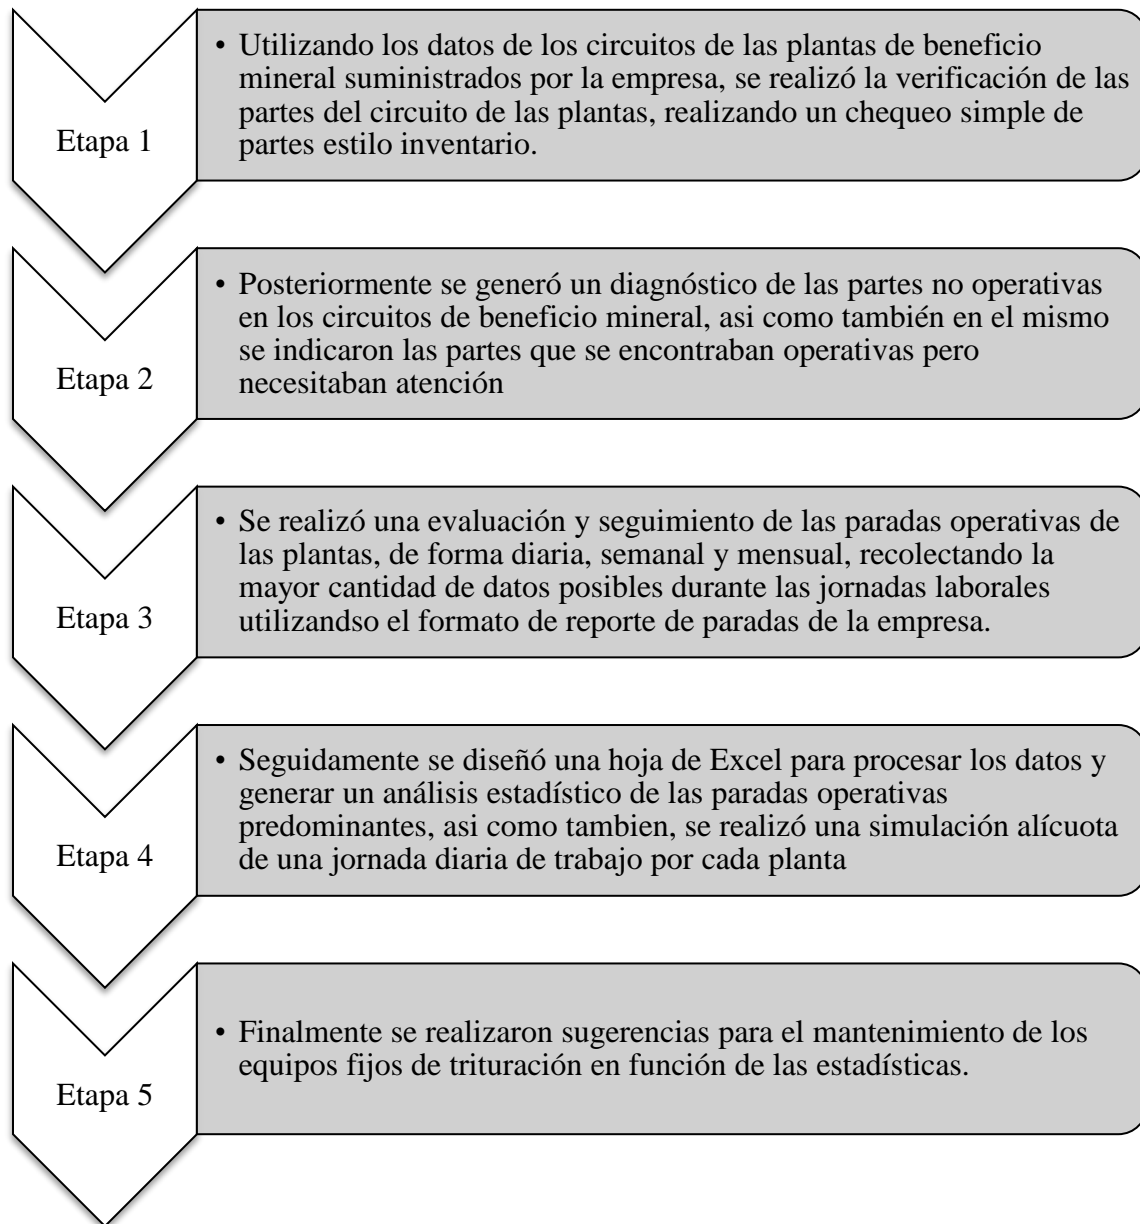 Etapa 1
• Utilizando los datos de los circuitos de las plantas de beneficio
mineral suministrados por la empresa, se realizó la verificación de las
partes del circuito de las plantas, realizando un chequeo simple de
partes estilo inventario.
Etapa 2
• Posteriormente se generó un diagnóstico de las partes no operativas
en los circuitos de beneficio mineral, asi como también en el mismo
se indicaron las partes que se encontraban operativas pero
necesitaban atención
Etapa 3
• Se realizó una evaluación y seguimiento de las paradas operativas de
las plantas, de forma diaria, semanal y mensual, recolectando la
mayor cantidad de datos posibles durante las jornadas laborales
utilizandso el formato de reporte de paradas de la empresa.
Etapa 4
• Seguidamente se diseñó una hoja de Excel para procesar los datos y
generar un análisis estadístico de las paradas operativas
predominantes, asi como tambien, se realizó una simulación alícuota
de una jornada diaria de trabajo por cada planta
Etapa 5
• Finalmente se realizaron sugerencias para el mantenimiento de los
equipos fijos de trituración en función de las estadísticas.